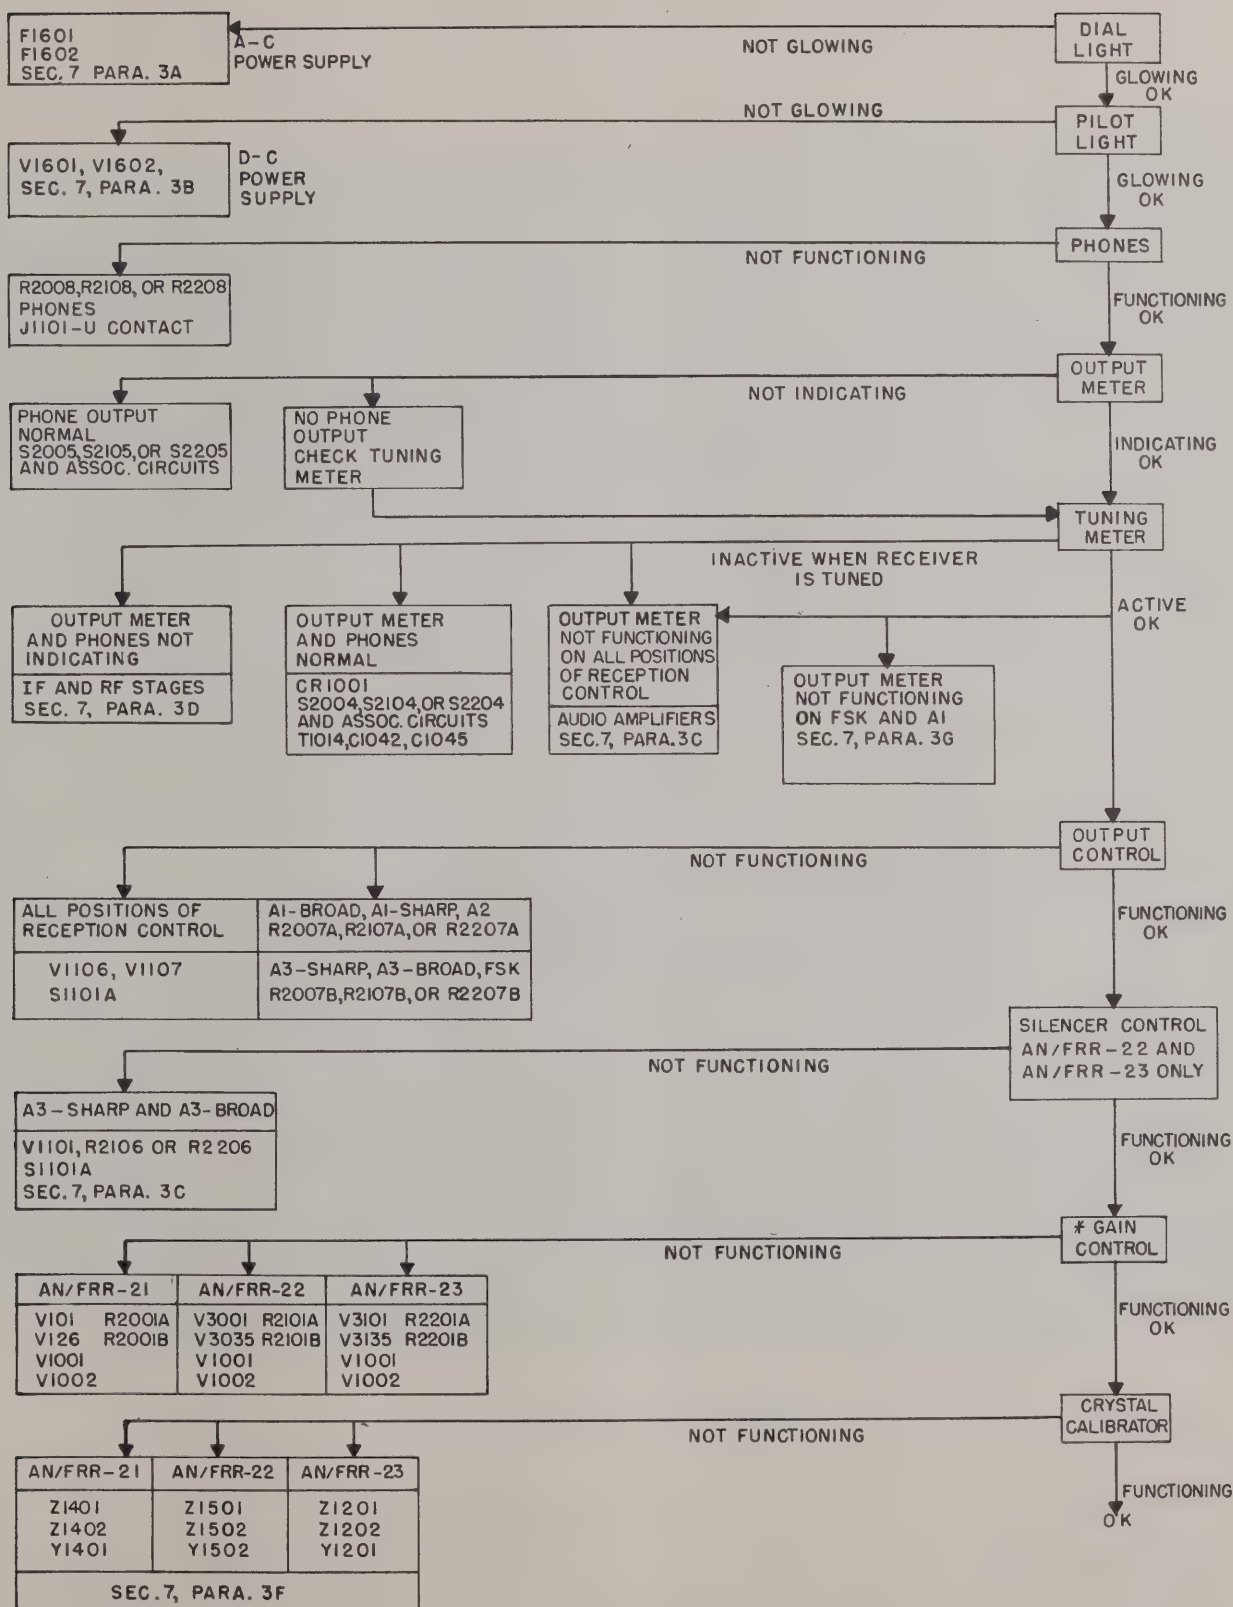 F1601
F1602
SEC. 7 PARA. 3A
A-C
POWER SUPPLY
NOT GLOWING
DIAL
LIGHT
GLOWING
OK
NOT GLOWING
PILOT
LIGHT
V1601, V1602,
SEC. 7, PARA. 3B
D-C
POWER
SUPPLY
GLOWING
OK
NOT FUNCTIONING
PHONES
R2008, R2108, OR R2208
PHONES
J1101-U CONTACT
FUNCTIONING
OK
NOT INDICATING
OUTPUT
METER
PHONE OUTPUT
NORMAL
S2005, S2105, OR S2205
AND ASSOC. CIRCUITS
NO PHONE
OUTPUT
CHECK TUNING
METER
INDICATING
OK
TUNING
METER
INACTIVE WHEN RECEIVER
IS TUNED
ACTIVE
OK
OUTPUT METER
AND PHONES NOT
INDICATING
IF AND RF STAGES
SEC. 7, PARA. 3D
OUTPUT METER
AND PHONES
NORMAL
CR1001
S2004, S2104, OR S2204
AND ASSOC. CIRCUITS
T1014, C1042, C1045
OUTPUT METER
NOT FUNCTIONING
ON ALL POSITIONS
OF RECEPTION
CONTROL
AUDIO AMPLIFIERS
SEC. 7, PARA. 3C
OUTPUT METER
NOT FUNCTIONING
ON FSK AND A1
SEC. 7, PARA. 3G
NOT FUNCTIONING
OUTPUT
CONTROL
ALL POSITIONS OF
RECEPTION CONTROL
V1106, V1107
S1101A
A1-BROAD, A1-SHARP, A2
R2007A, R2107A, OR R2207A
A3-SHARP, A3-BROAD, FSK
R2007B, R2107B, OR R2207B
FUNCTIONING
OK
NOT FUNCTIONING
SILENCER CONTROL
AN/FRR-22 AND
AN/FRR-23 ONLY
A3-SHARP AND A3-BROAD
V1101, R2106 OR R2206
S1101A
SEC. 7, PARA. 3C
FUNCTIONING
OK
NOT FUNCTIONING
* GAIN
CONTROL
AN/FRR-21 AN/FRR-22 AN/FRR-23
V101 R2001A V3001 R2101A V3101 R2201A
V126 R2001B V3035 R2101B V3135 R2201B
V1001 V1001 V1001
V1002 V1002 V1002
FUNCTIONING
OK
NOT FUNCTIONING
CRYSTAL
CALIBRATOR
AN/FRR-21 AN/FRR-22 AN/FRR-23
Z1401 Z1501 Z1201
Z1402 Z1502 Z1202
Y1401 Y1502 Y1201
SEC. 7, PARA. 3F
FUNCTIONING
OK